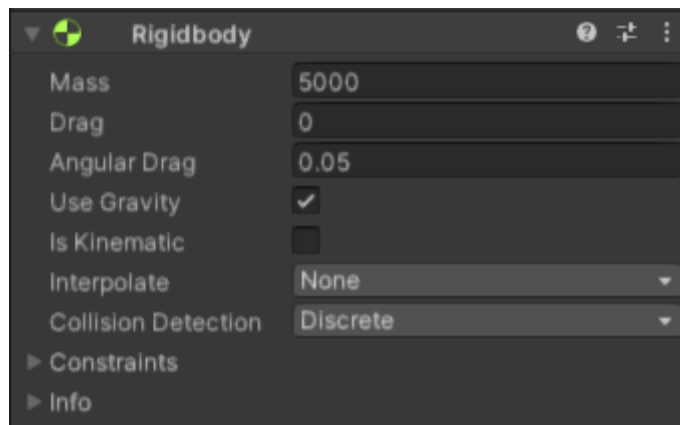 Rigidbody
Mass 5000
Drag 0
Angular Drag 0.05
Use Gravity
Is Kinematic
Interpolate None
Collision Detection Discrete
Constraints
Info